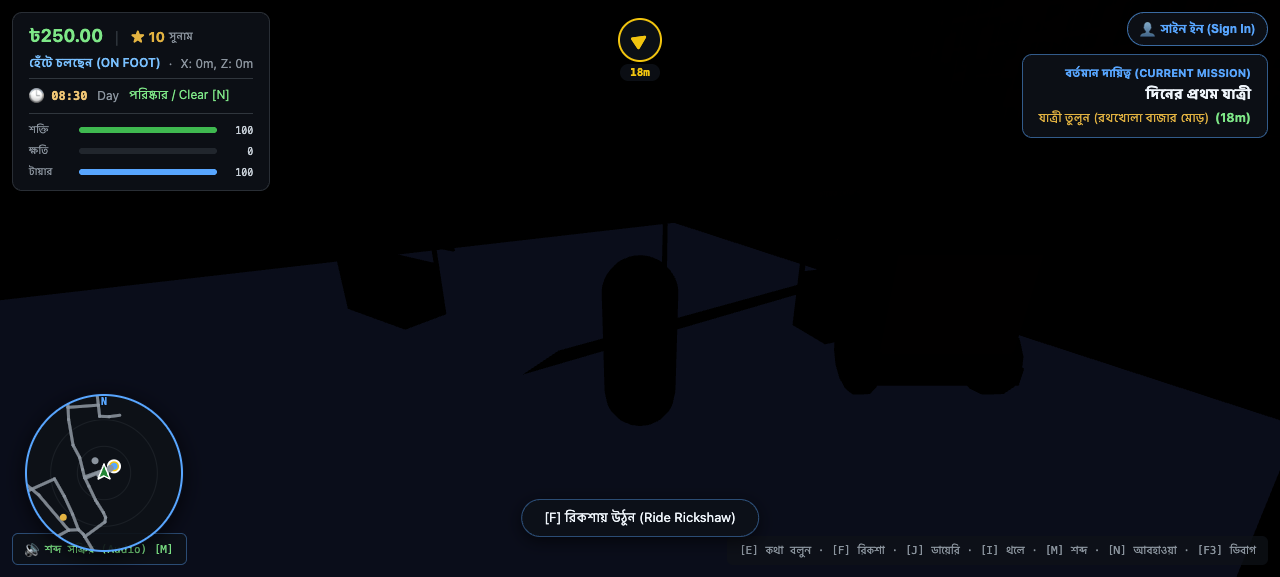 ৳250.00 | ⭐ 10 সুনাম
হেঁটে চলছেন (ON FOOT) · X: 0m, Z: 0m
🕒 08:30 Day পরিষ্কার / Clear [N]
শক্তি 100
ক্ষতি 0
টায়ার 100
18m
👤 সাইন ইন (Sign In)
বর্তমান দায়িত্ব (CURRENT MISSION)
দিনের প্রথম যাত্রী
যাত্রী তুলুন (রথখোলা বাজার মোড়) (18m)
N
[F] রিকশায় উঠুন (Ride Rickshaw)
শব্দ (Audio) [M]
[E] কথা বলুন · [F] রিকশা · [J] ডায়েরি · [I] থলে · [M] শব্দ · [N] আবহাওয়া · [F3] ডিবাগ